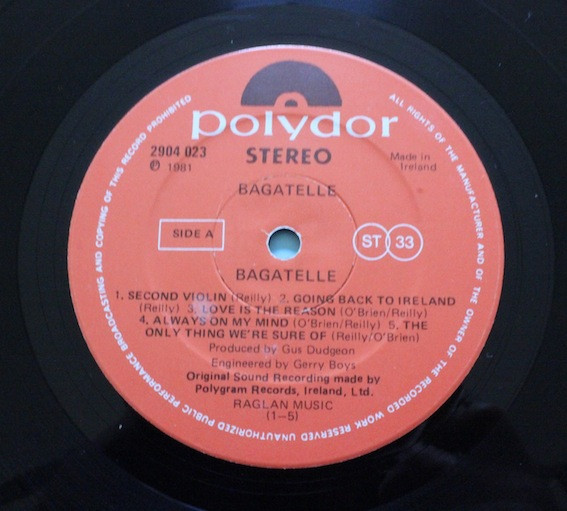 polydor
2904 023
STEREO
Made in
Ireland
℗ 1981
BAGATELLE
SIDE A
ST 33
BAGATELLE
1. SECOND VIOLIN (Reilly) 2. GOING BACK TO IRELAND
(Reilly) 3. LOVE IS THE REASON (O'Brien/Reilly)
4. ALWAYS ON MY MIND (O'Brien/Reilly) 5. THE
ONLY THING WE'RE SURE OF (Reilly/O'Brien)
Produced by Gus Dudgeon
Engineered by Gerry Boys
Original Sound Recording made by
Polygram Records, Ireland, Ltd.
RAGLAN MUSIC
(1—5)
ALL RIGHTS OF THE MANUFACTURER AND OF THE OWNER OF THE RECORDED WORK RESERVED UNAUTHORIZED PUBLIC PERFORMANCE BROADCASTING AND COPYING OF THIS RECORD PROHIBITED